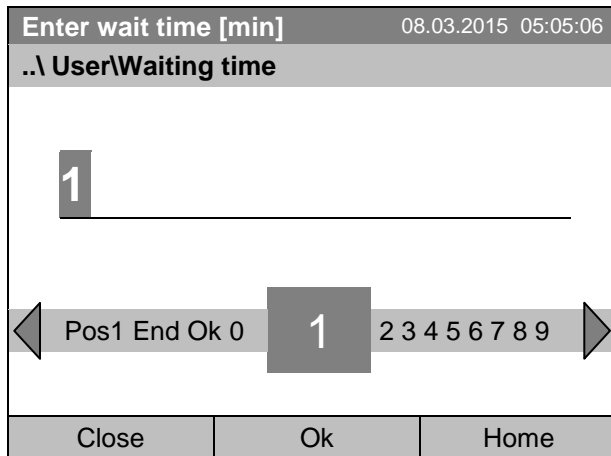 Enter wait time [min] 08.03.2015 05:05:06
..\ User\Waiting time
1
Pos1 End Ok 0 1 2 3 4 5 6 7 8 9
Close Ok Home